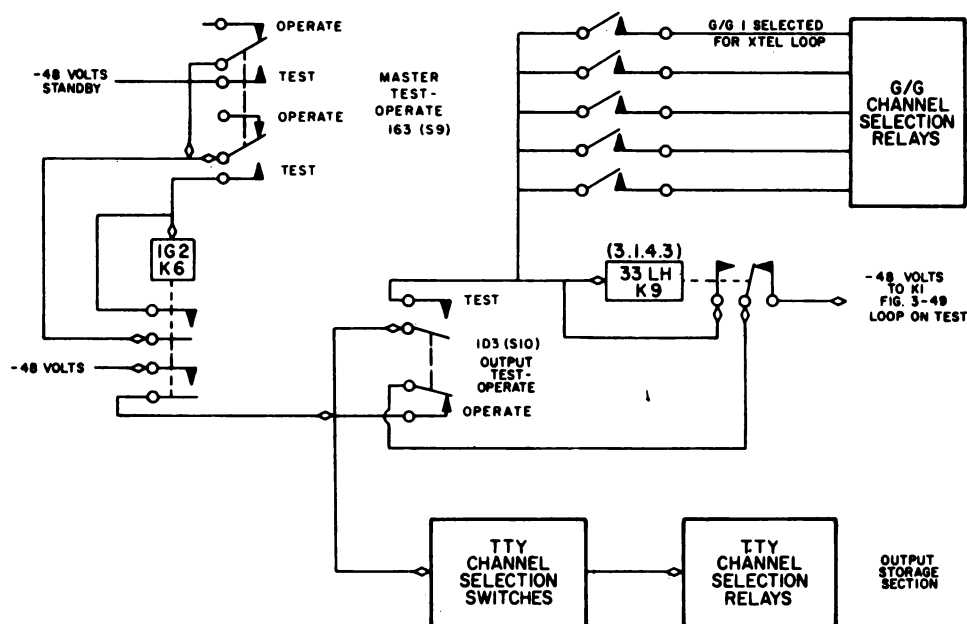 OPERATE
-48 VOLTS
STANDBY
TEST
OPERATE
TEST
MASTER
TEST-
OPERATE
163 (S9)
G/G 1 SELECTED
FOR XTEL LOOP
G/G
CHANNEL
SELECTION
RELAYS
1G2
K6
(3.1.4.3)
33 LH
K9
-48 VOLTS
TO K1
FIG. 3-49
LOOP ON TEST
TEST
1D3 (S10)
OUTPUT
TEST-
OPERATE
OPERATE
-48 VOLTS
TTY
CHANNEL
SELECTION
SWITCHES
TTY
CHANNEL
SELECTION
RELAYS
OUTPUT
STORAGE
SECTION